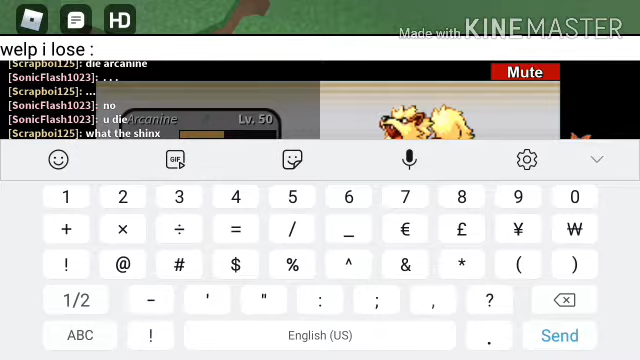 HD
Made with KINEMASTER
welp i lose :
[Scrapboi125]: die arcanine
Mute
[SonicFlash1023]: . . .
[Scrapboi125]: ...
[SonicFlash1023]: no
[SonicFlash1023]: u die
Arcanine Lv. 50
[Scrapboi125]: what the shinx
GIF
1 2 3 4 5 6 7 8 9 0
+ × ÷ = / _ € £ ¥ ₩
! @ # $ % ^ & * ( )
1/2 - ' " : ; , ?
ABC ! English (US) . Send